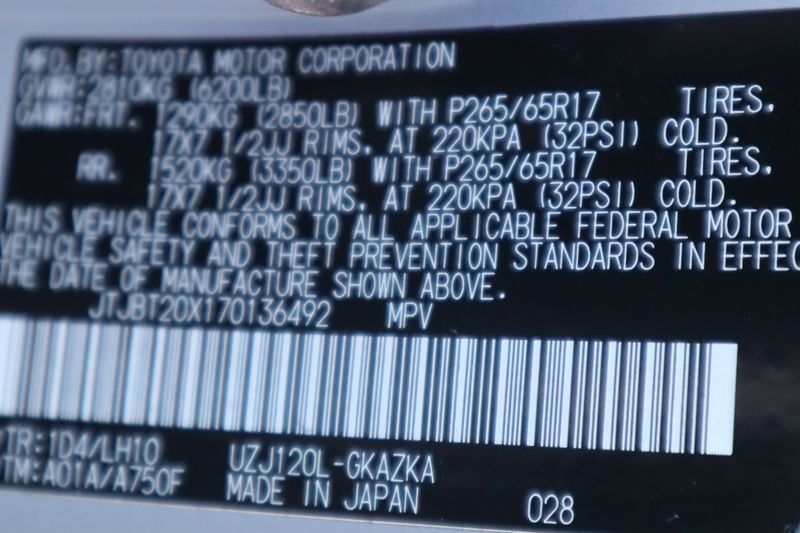 MFD.BY:TOYOTA MOTOR CORPORATION
GVWR:2810KG (6200LB)
GAWR:FRT. 1290KG (2850LB) WITH P265/65R17 TIRES,
17X7 1/2JJ RIMS, AT 220KPA (32PSI) COLD.
RR. 1520KG (3350LB) WITH P265/65R17 TIRES,
17X7 1/2JJ RIMS, AT 220KPA (32PSI) COLD.
THIS VEHICLE CONFORMS TO ALL APPLICABLE FEDERAL MOTOR
VEHICLE SAFETY AND THEFT PREVENTION STANDARDS IN EFFEC
THE DATE OF MANUFACTURE SHOWN ABOVE.
JTJBT20X170136492 MPV
TR:1D4/LH10 UZJ120L-GKAZKA
TM:A01A/A750F MADE IN JAPAN 028